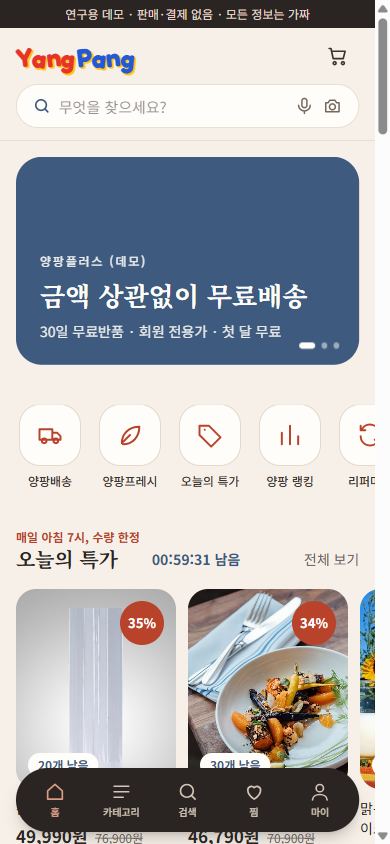 연구용 데모 · 판매·결제 없음 · 모든 정보는 가짜
YangPang
무엇을 찾으세요?
양팡플러스 (데모)
금액 상관없이 무료배송
30일 무료반품 · 회원 전용가 · 첫 달 무료
양팡배송
양팡프레시
오늘의 특가
양팡 랭킹
매일 아침 7시, 수량 한정
오늘의 특가
00:59:31 남음
전체 보기
35%
34%
20개 남음
30개 남음
홈
카테고리
검색
찜
마이
49,990원 76,900원
46,790원 70,900원